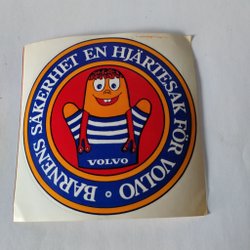 BARNENS SÄKERHET EN HJÄRTESAK FÖR VOLVO •
VOLVO